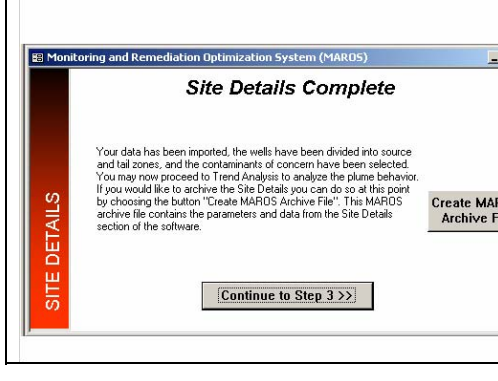 Monitoring and Remediation Optimization System (MAROS)
Site Details Complete
Your data has been imported, the wells have been divided into source
and tail zones, and the contaminants of concern have been selected.
You may now proceed to Trend Analysis to analyze the plume behavior.
If you would like to archive the Site Details you can do so at this point
by choosing the button "Create MAROS Archive File". This MAROS
archive file contains the parameters and data from the Site Details
section of the software.
Create MAR
Archive F
SITE DETAILS
Continue to Step 3 >>